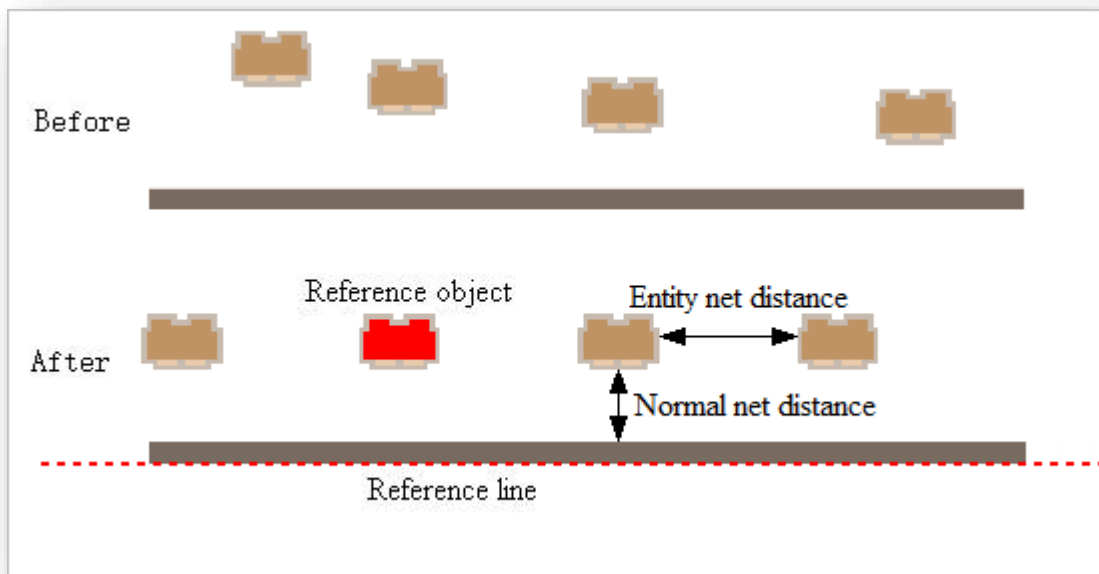 Before
Reference object
Entity net distance
After
Normal net distance
Reference line